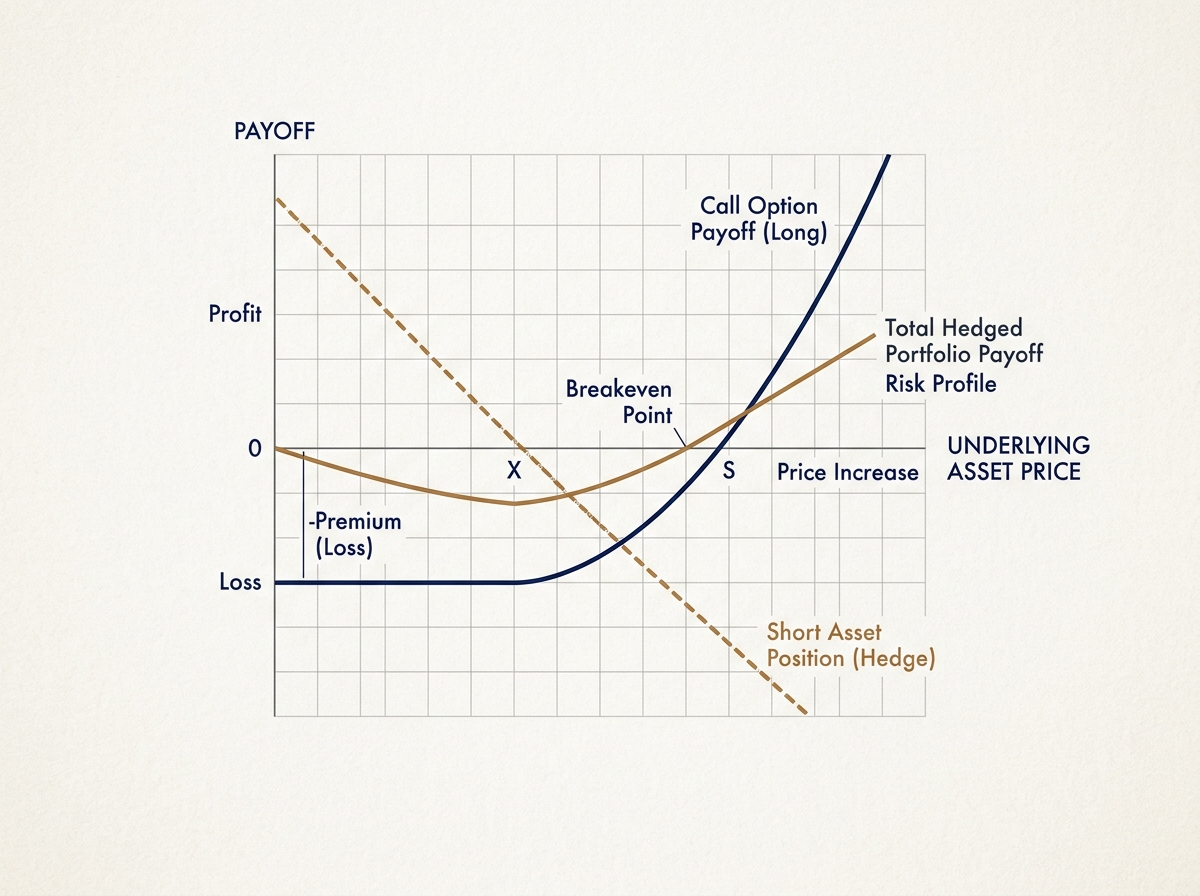 PAYOFF
Call Option
Payoff (Long)
Profit
Total Hedged
Portfolio Payoff
Risk Profile
Breakeven
Point
0
UNDERLYING
ASSET PRICE
X
S
Price Increase
-Premium
(Loss)
Loss
Short Asset
Position (Hedge)